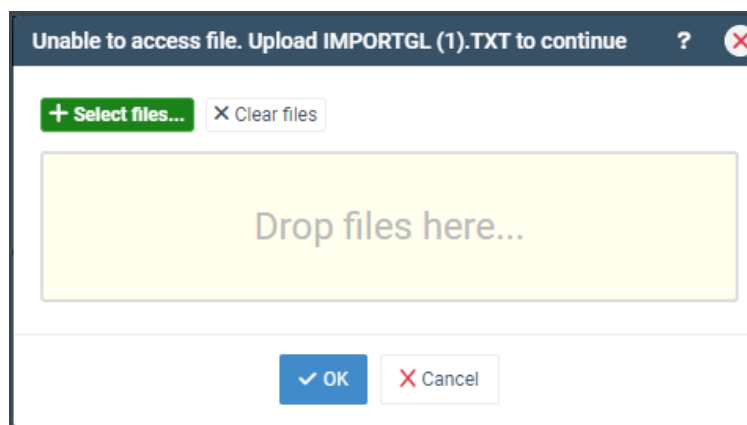 Unable to access file. Upload IMPORTGL (1).TXT to continue ?
Select files... Clear files
Drop files here...
OK Cancel